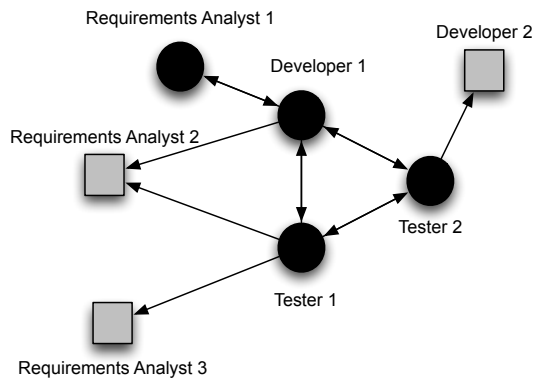 Requirements Analyst 1
Developer 2
Developer 1
Requirements Analyst 2
Tester 2
Tester 1
Requirements Analyst 3